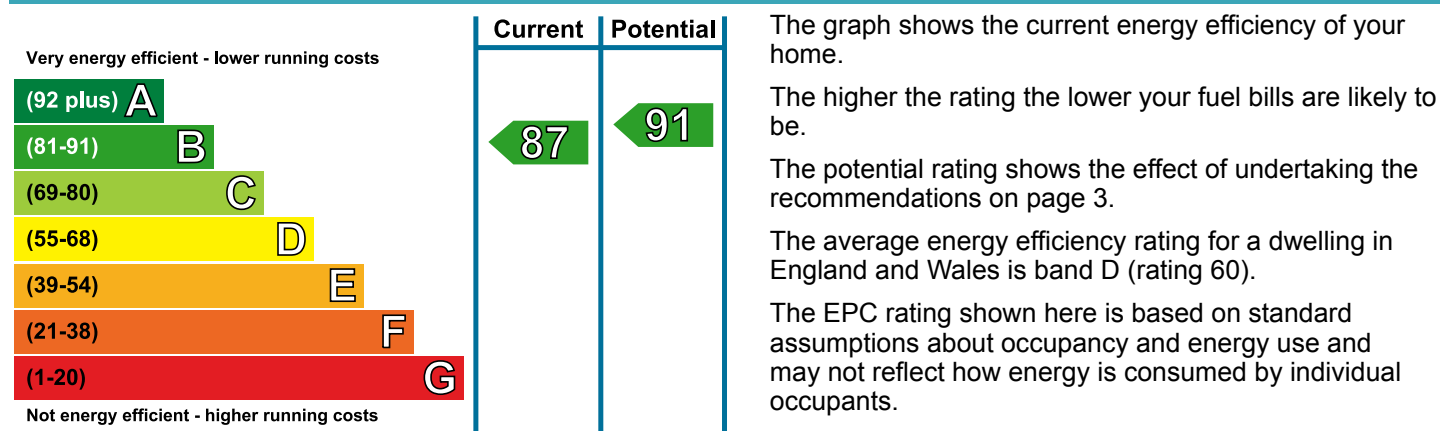 Current Potential
Very energy efficient - lower running costs
(92 plus) A
(81-91) B
(69-80) C
(55-68) D
(39-54) E
(21-38) F
(1-20) G
Not energy efficient - higher running costs
87
91
The graph shows the current energy efficiency of your
home.
The higher the rating the lower your fuel bills are likely to
be.
The potential rating shows the effect of undertaking the
recommendations on page 3.
The average energy efficiency rating for a dwelling in
England and Wales is band D (rating 60).
The EPC rating shown here is based on standard
assumptions about occupancy and energy use and
may not reflect how energy is consumed by individual
occupants.